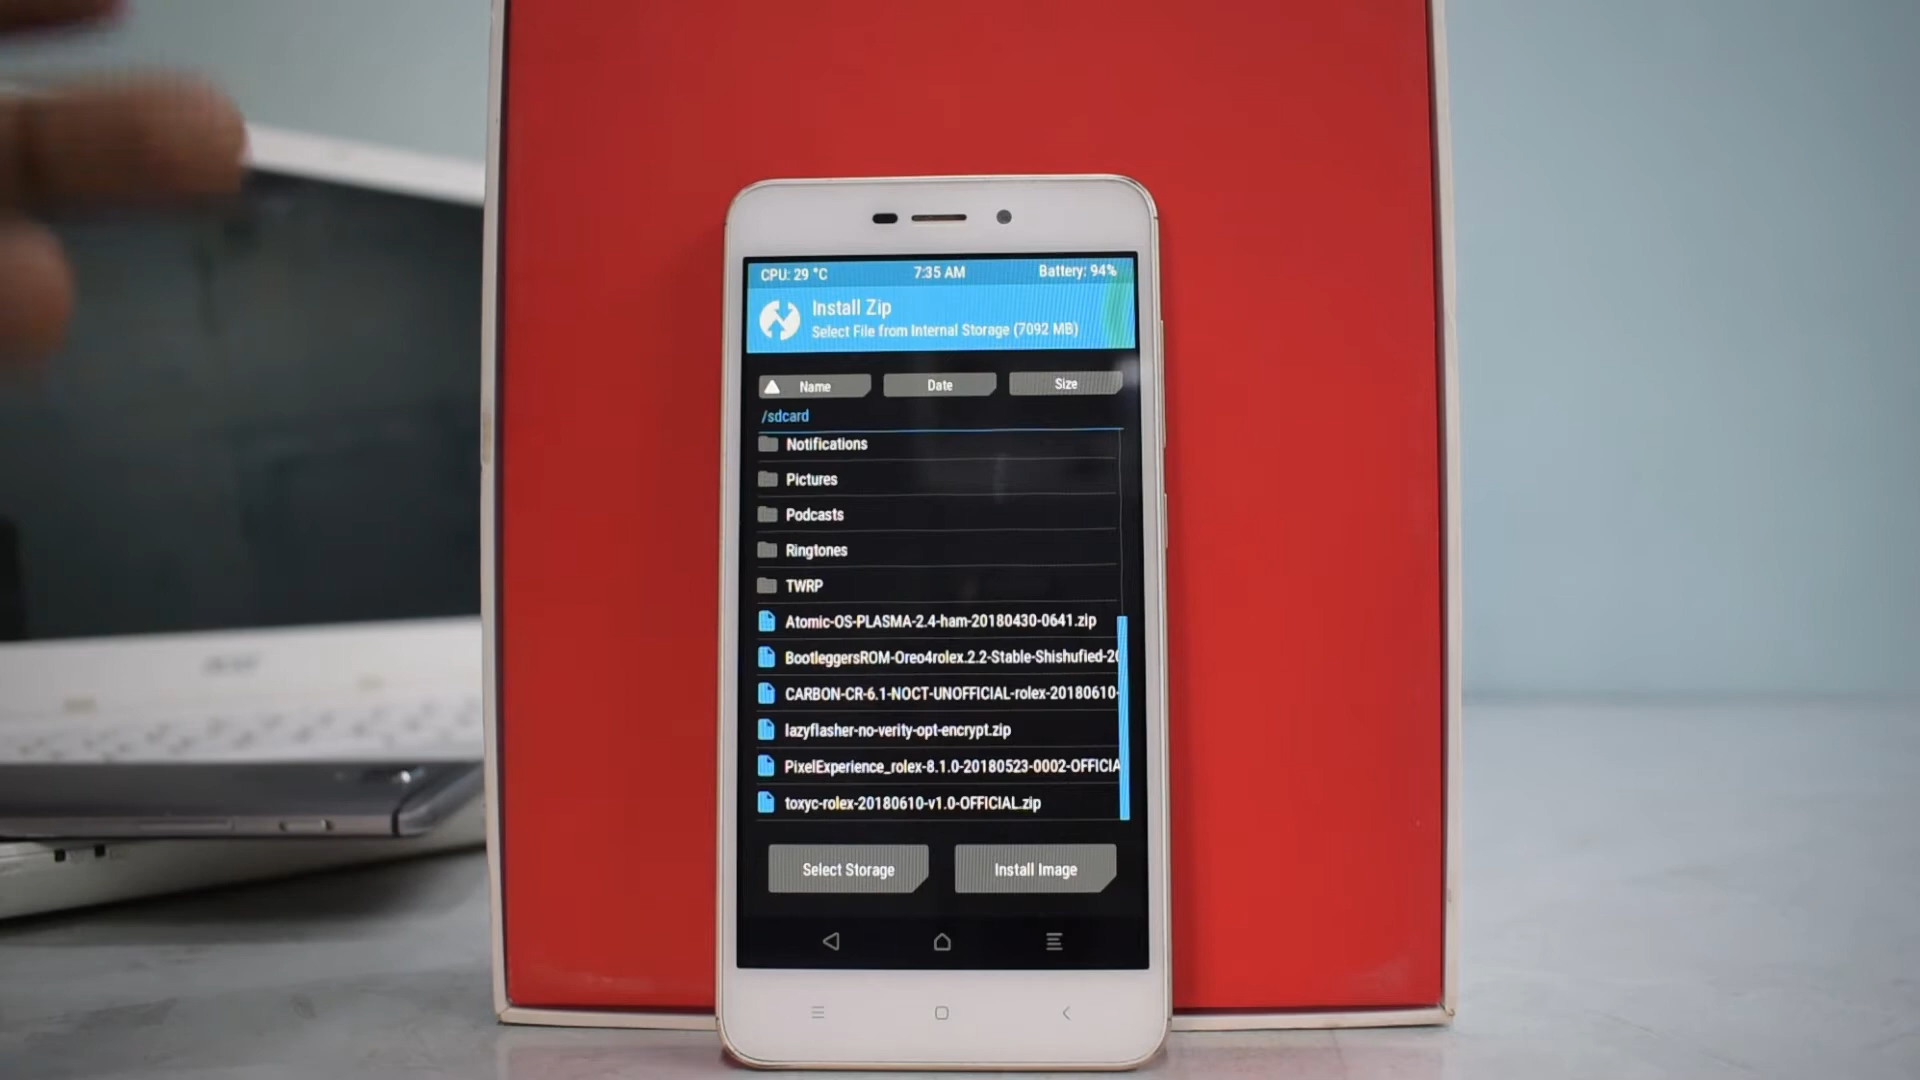 CPU: 29 °C 7:35 AM Battery: 94%
Install Zip
Select File from Internal Storage (7092 MB)
Name Date Size
/sdcard
Notifications
Pictures
Podcasts
Ringtones
TWRP
Atomic-OS-PLASMA-2.4-ham-20180430-0641.zip
BootleggersROM-Oreo4rolex.2.2-Stable-Shishufied-20
CARBON-CR-6.1-NOCT-UNOFFICIAL-rolex-20180610-
lazyflasher-no-verity-opt-encrypt.zip
PixelExperience_rolex-8.1.0-20180523-0002-OFFICIA
toxyc-rolex-20180610-v1.0-OFFICIAL.zip
Select Storage Install Image